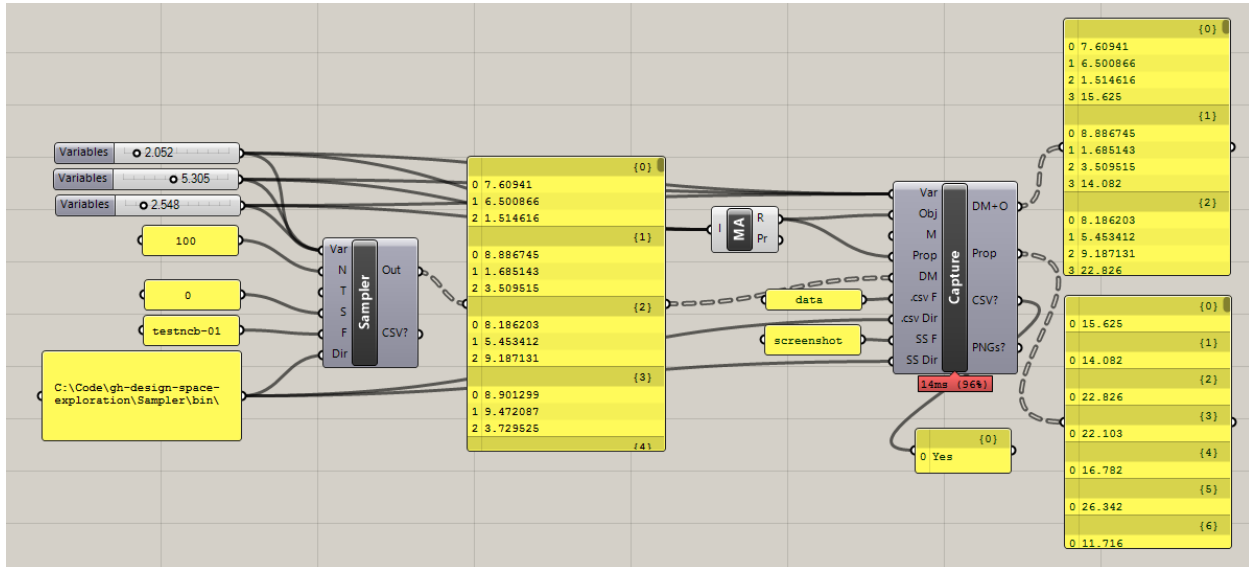 Variables 2.052
Variables 5.305
Variables 2.548
100
0
testncb-01
C:\Code\gh-design-space-
exploration\Sampler\bin\
Var
N
T
S
F
Dir
Sampler
Out
CSV?
{0}
0 7.60941
1 6.500866
2 1.514616
{1}
0 8.886745
1 1.685143
2 3.509515
{2}
0 8.186203
1 5.453412
2 9.187131
{3}
0 8.901299
1 9.472087
2 3.729525
{4}
I
MA
R
Pr
data
screenshot
Var
Obj
M
Prop
DM
.csv F
.csv Dir
SS F
SS Dir
Capture
DM+O
Prop
CSV?
PNGs?
14ms (96%)
{0}
0 Yes
{0}
0 7.60941
1 6.500866
2 1.514616
3 15.625
{1}
0 8.886745
1 1.685143
2 3.509515
3 14.082
{2}
0 8.186203
1 5.453412
2 9.187131
3 22.826
{0}
0 15.625
{1}
0 14.082
{2}
0 22.826
{3}
0 22.103
{4}
0 16.782
{5}
0 26.342
{6}
0 11.716